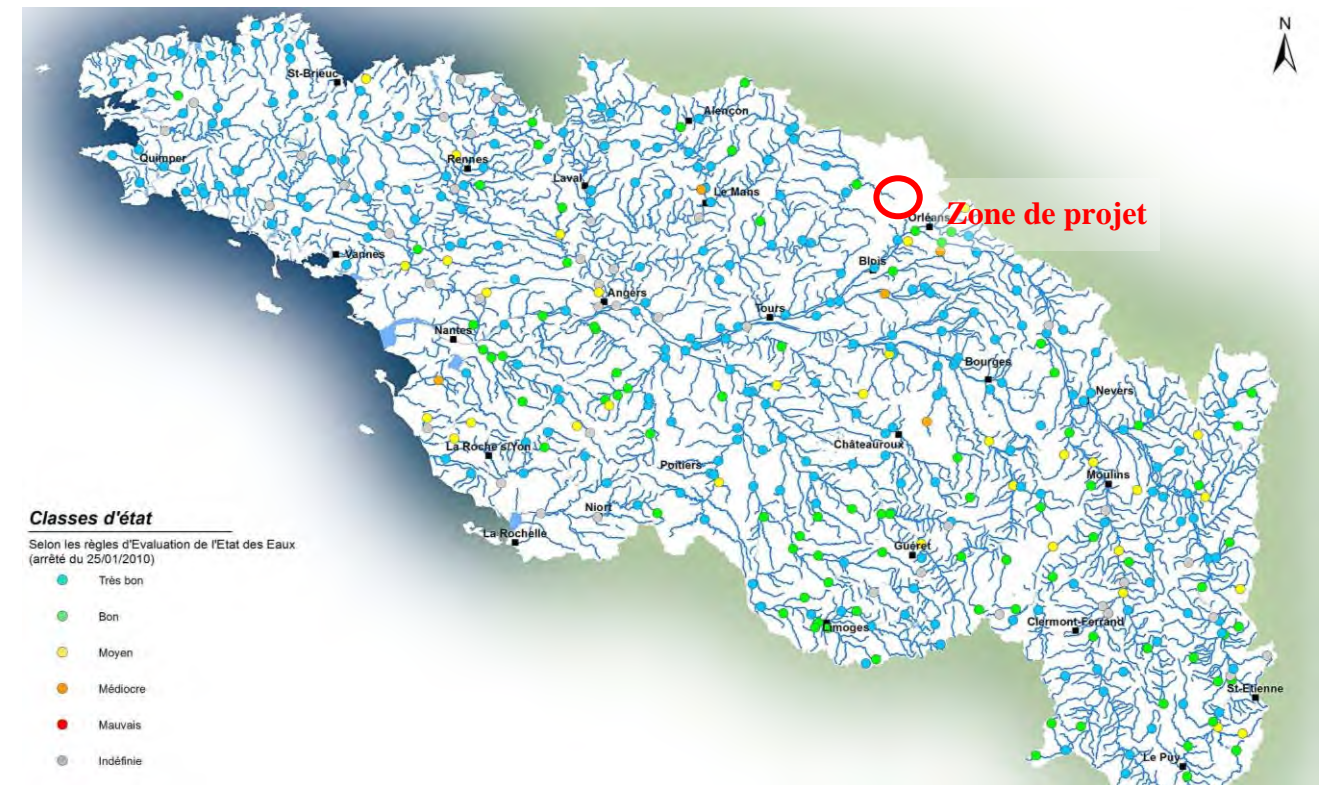 N
St-Brieuc
Alençon
Quimper
Rennes
Laval
Le Mans
Orléans
Zone de projet
Vannes
Blois
Angers
Tours
Nantes
Bourges
Nevers
La Roche s/Yon
Châteauroux
Poitiers
Moulins
Niort
La Rochelle
Guéret
Limoges
Clermont-Ferrand
St-Etienne
Le Puy
Classes d'état
Selon les règles d'Evaluation de l'Etat des Eaux
(arrêté du 25/01/2010)
Très bon
Bon
Moyen
Médiocre
Mauvais
Indéfinie